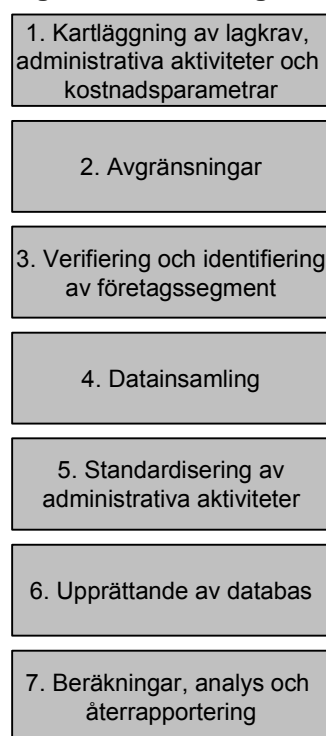 1. Kartläggning av lagkrav,
administrativa aktiviteter och
kostnadsparametrar
2. Avgränsningar
3. Verifiering och identifiering
av företagssegment
4. Datainsamling
5. Standardisering av
administrativa aktiviteter
6. Upprättande av databas
7. Beräkningar, analys och
återrapportering